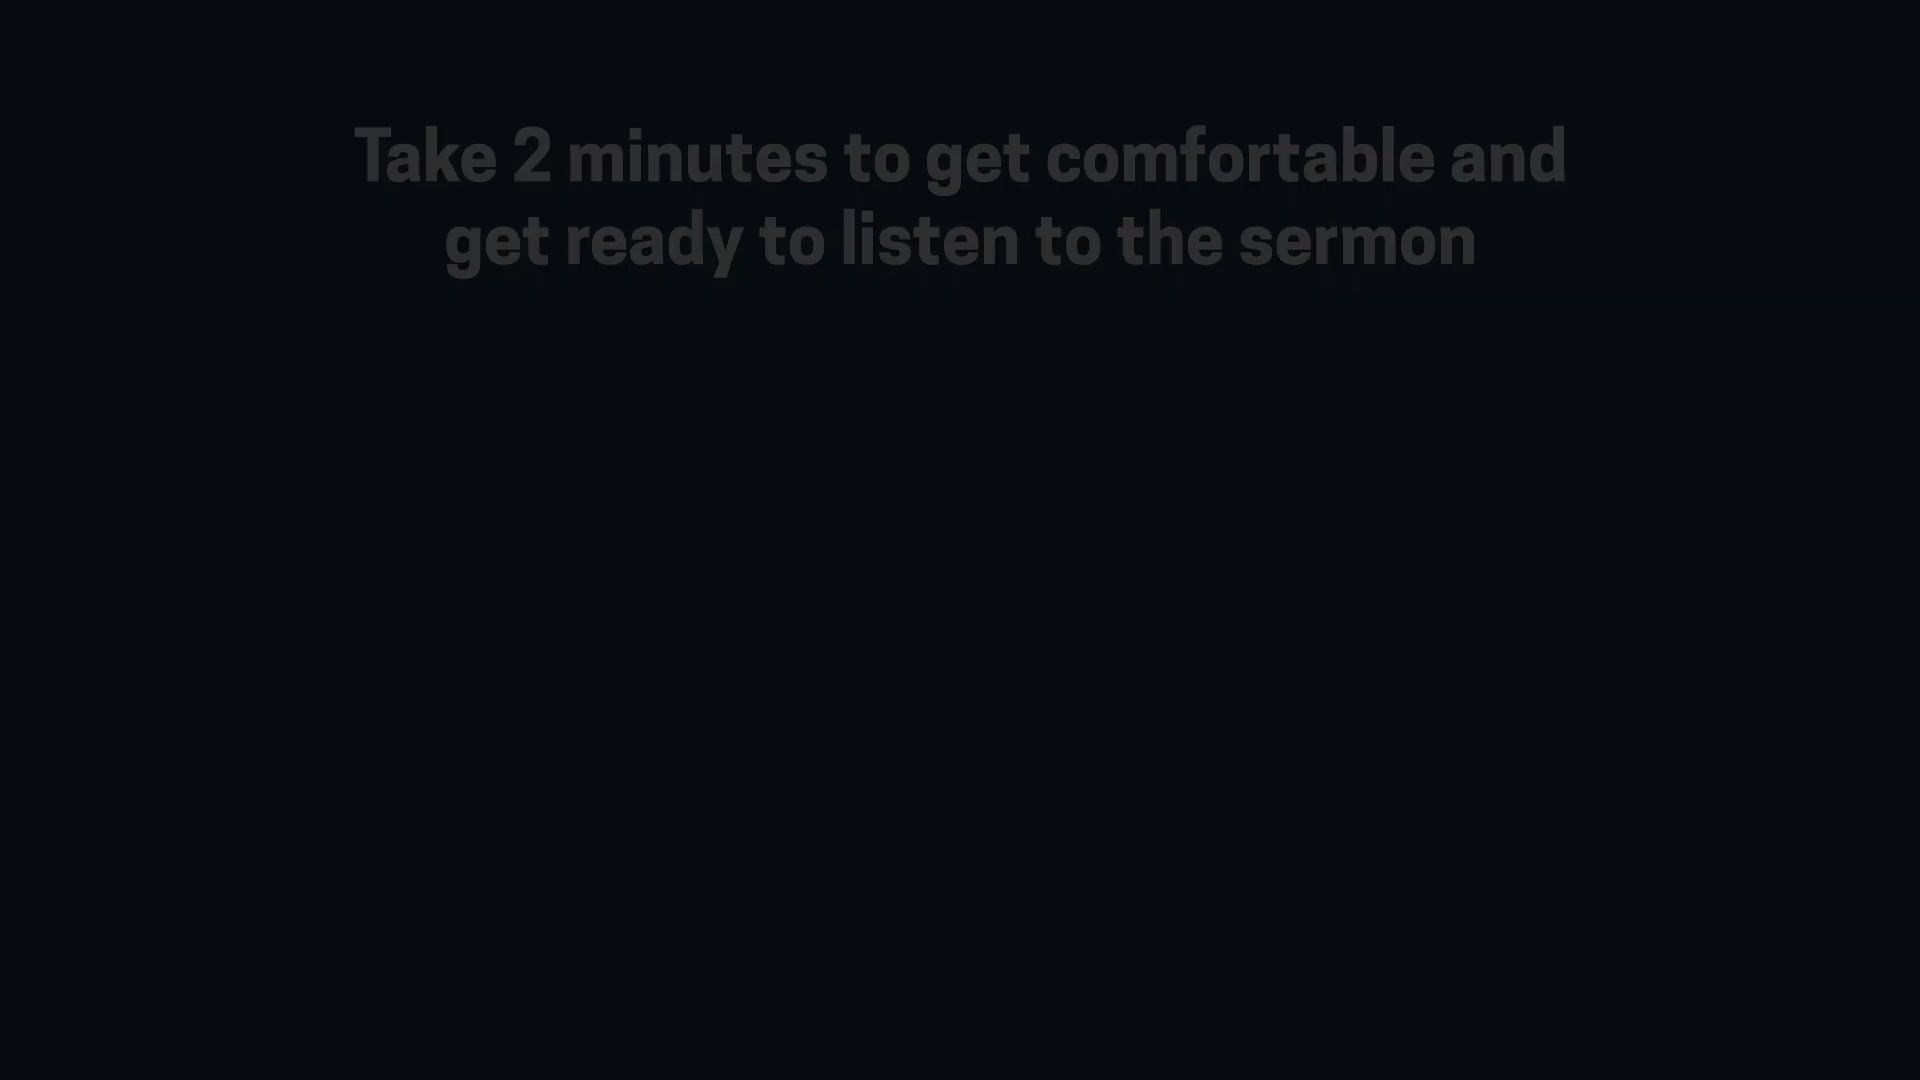 Take 2 minutes to get comfortable and
get ready to listen to the sermon